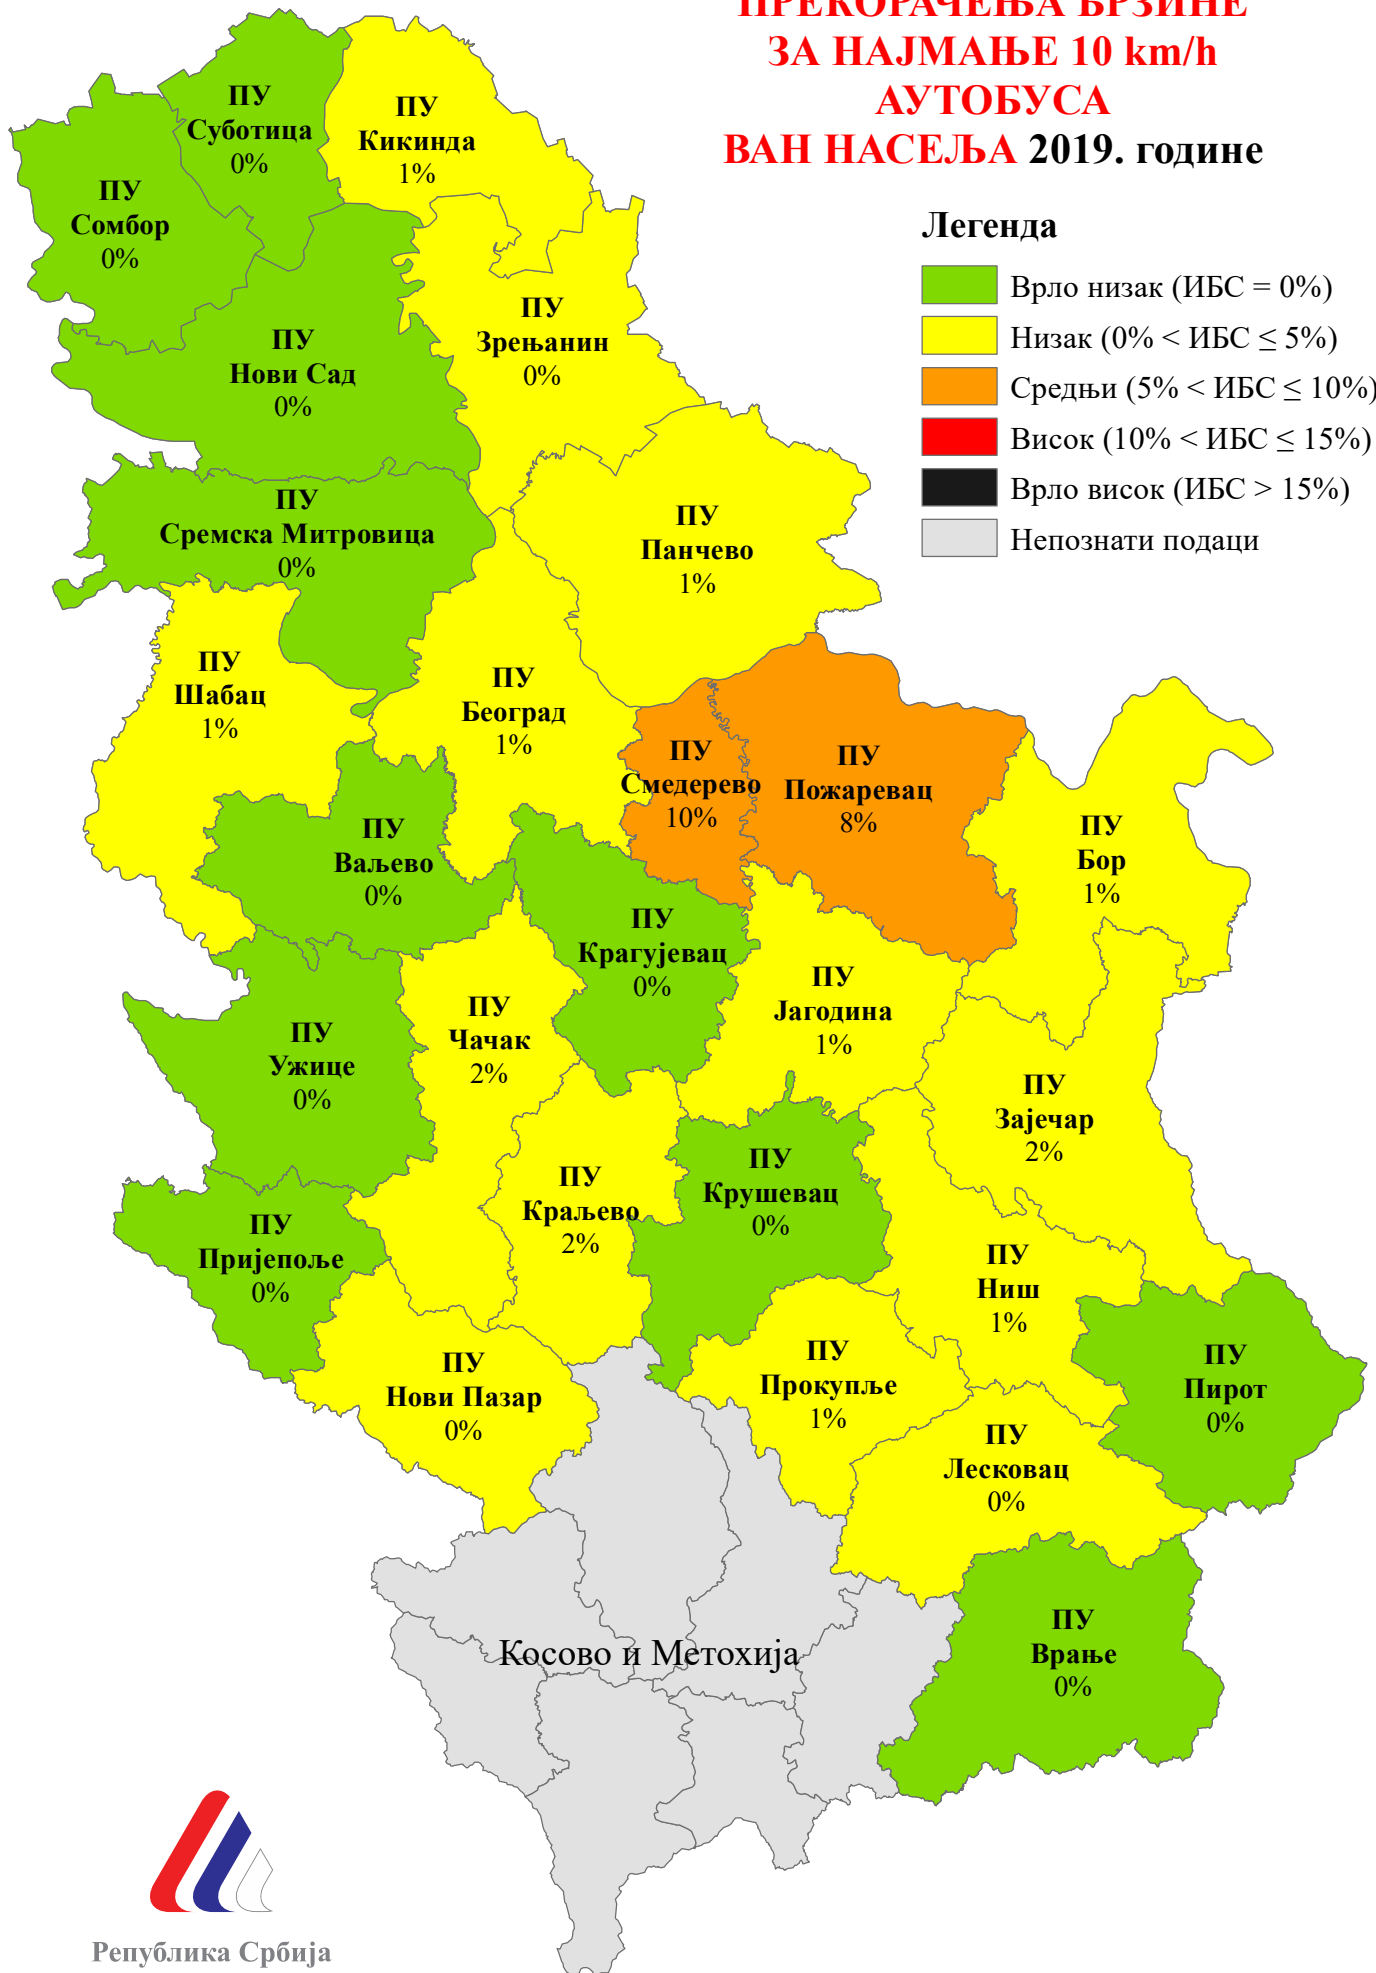 ПРЕКОРАЧЕЊА БРЗИНЕ
ЗА НАЈМАЊЕ 10 km/h
АУТОБУСА
ВАН НАСЕЉА 2019. године
Легенда
Врло низак (ИБС = 0%)
Низак (0% < ИБС ≤ 5%)
Средњи (5% < ИБС ≤ 10%)
Висок (10% < ИБС ≤ 15%)
Врло висок (ИБС > 15%)
Непознати подаци
ПУ
Суботица
0%
ПУ
Кикинда
1%
ПУ
Сомбор
0%
ПУ
Зрењанин
0%
ПУ
Нови Сад
0%
ПУ
Сремска Митровица
0%
ПУ
Панчево
1%
ПУ
Шабац
1%
ПУ
Београд
1%
ПУ
Смедерево
10%
ПУ
Пожаревац
8%
ПУ
Бор
1%
ПУ
Ваљево
0%
ПУ
Крагујевац
0%
ПУ
Јагодина
1%
ПУ
Чачак
2%
ПУ
Ужице
0%
ПУ
Зајечар
2%
ПУ
Крушевац
0%
ПУ
Краљево
2%
ПУ
Пријепоље
0%
ПУ
Ниш
1%
ПУ
Пирот
0%
ПУ
Прокупље
1%
ПУ
Нови Пазар
0%
ПУ
Лесковац
0%
ПУ
Врање
0%
Косово и Метохија
Република Србија